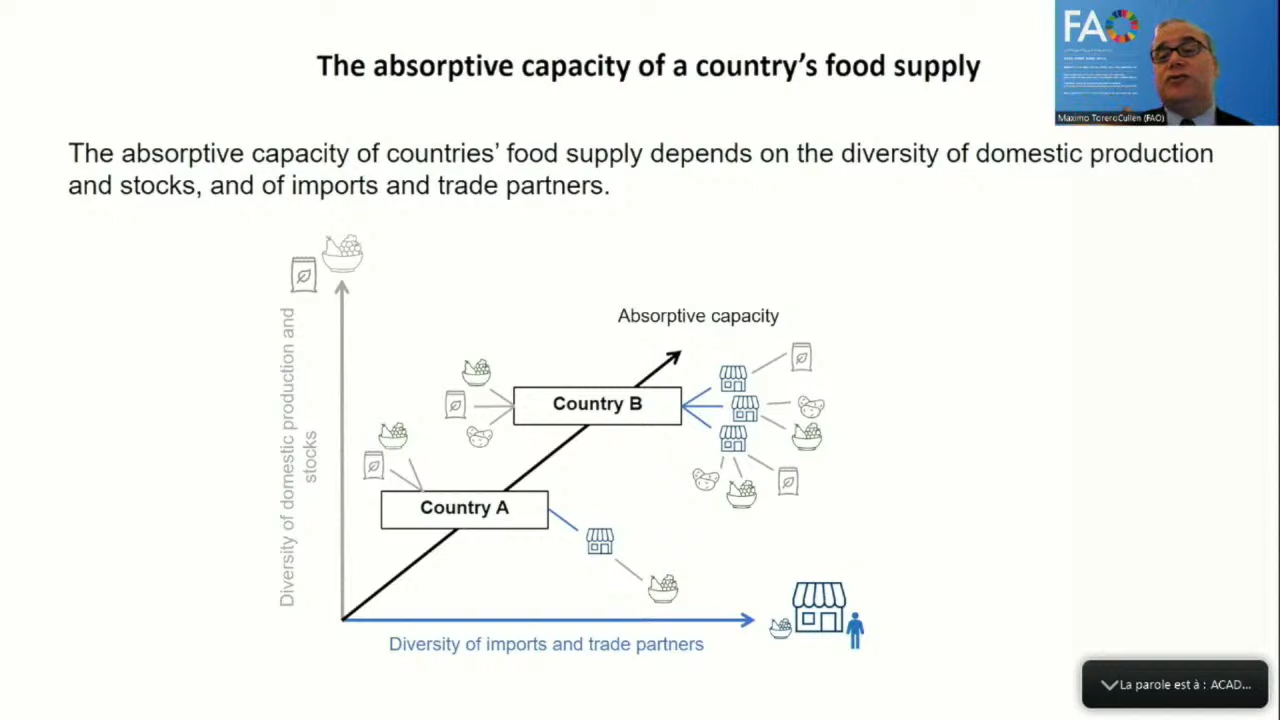 The absorptive capacity of a country's food supply
FAO
Maximo ToreroCullen (FAO)
The absorptive capacity of countries' food supply depends on the diversity of domestic production
and stocks, and of imports and trade partners.
Diversity of domestic production and
stocks
Absorptive capacity
Country B
Country A
Diversity of imports and trade partners
La parole est à : ACAD...